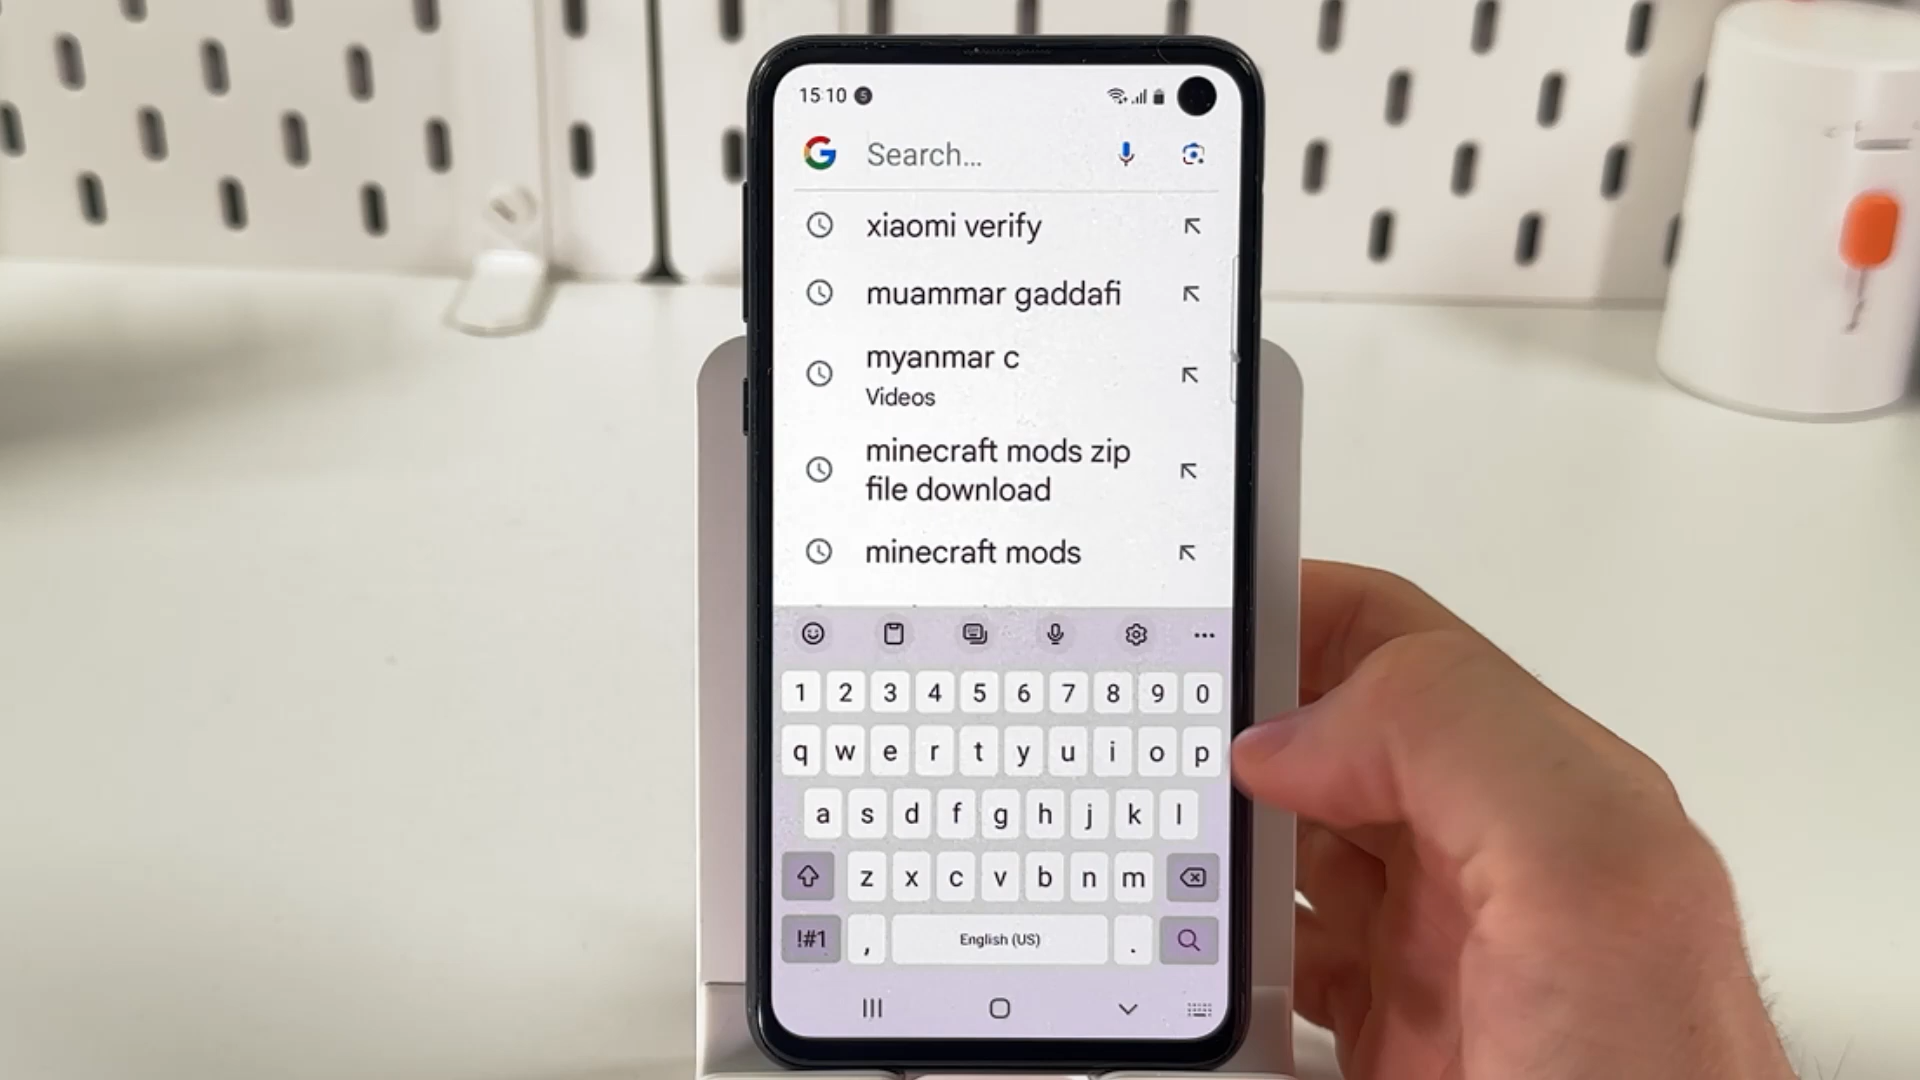 15:10
Search...
xiaomi verify
muammar gaddafi
myanmar c
Videos
minecraft mods zip
file download
minecraft mods
1 2 3 4 5 6 7 8 9 0
q w e r t y u i o p
a s d f g h j k l
z x c v b n m
!#1 , English (US) .